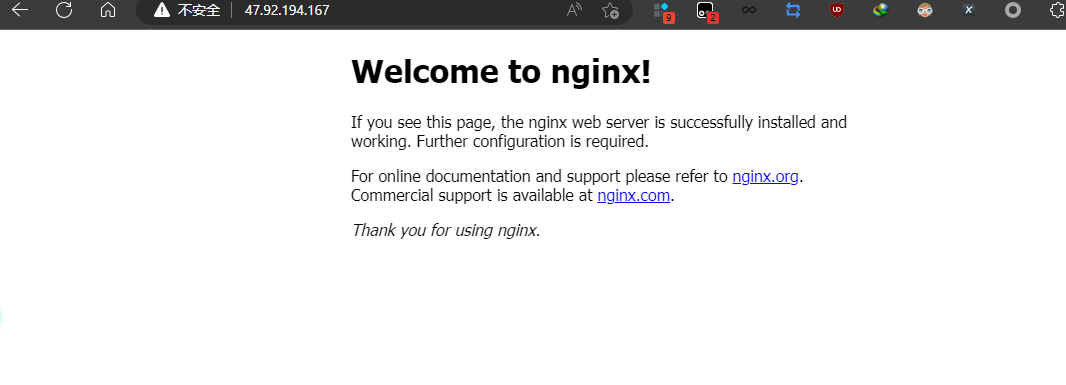 不安全 47.92.194.167
9 2
Welcome to nginx!
If you see this page, the nginx web server is successfully installed and
working. Further configuration is required.
For online documentation and support please refer to nginx.org.
Commercial support is available at nginx.com.
Thank you for using nginx.